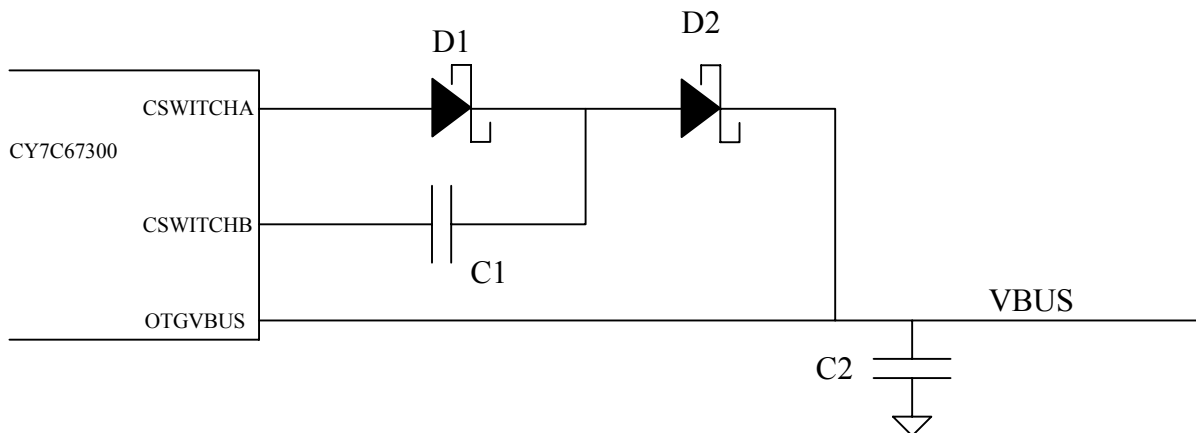 D1
D2
CSWITCHA
CY7C67300
CSWITCHB
C1
OTGVBUS
VBUS
C2